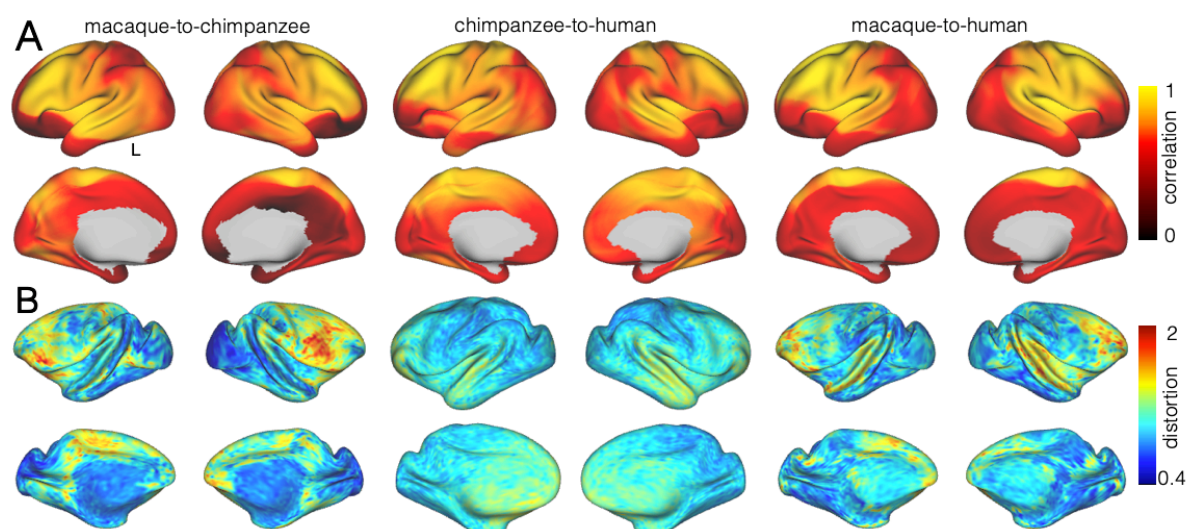 A
macaque-to-chimpanzee
chimpanzee-to-human
macaque-to-human
L
1
correlation
0
B
2
distortion
0.4